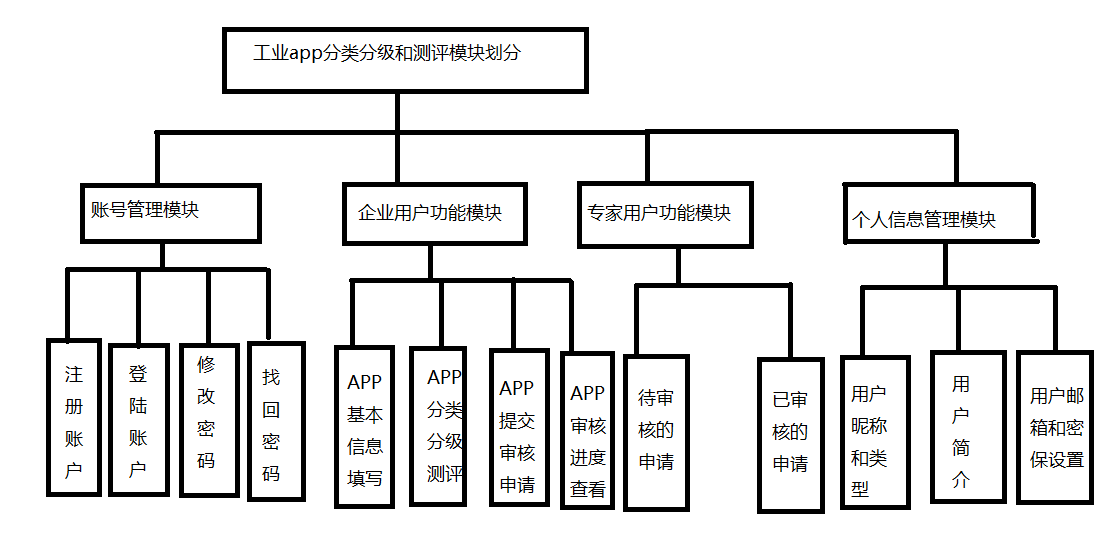 工业app分类分级和测评模块划分
账号管理模块
企业用户功能模块
专家用户功能模块
个人信息管理模块
注
册
账
户
登
陆
账
户
修
改
密
码
找
回
密
码
APP
基本
信息
填写
APP
分类
分级
测评
APP
提交
审核
申请
APP
审核
进度
查看
待审
核的
申请
已审
核的
申请
用户
昵称
和类
型
用
户
简
介
用户邮
箱和密
保设置